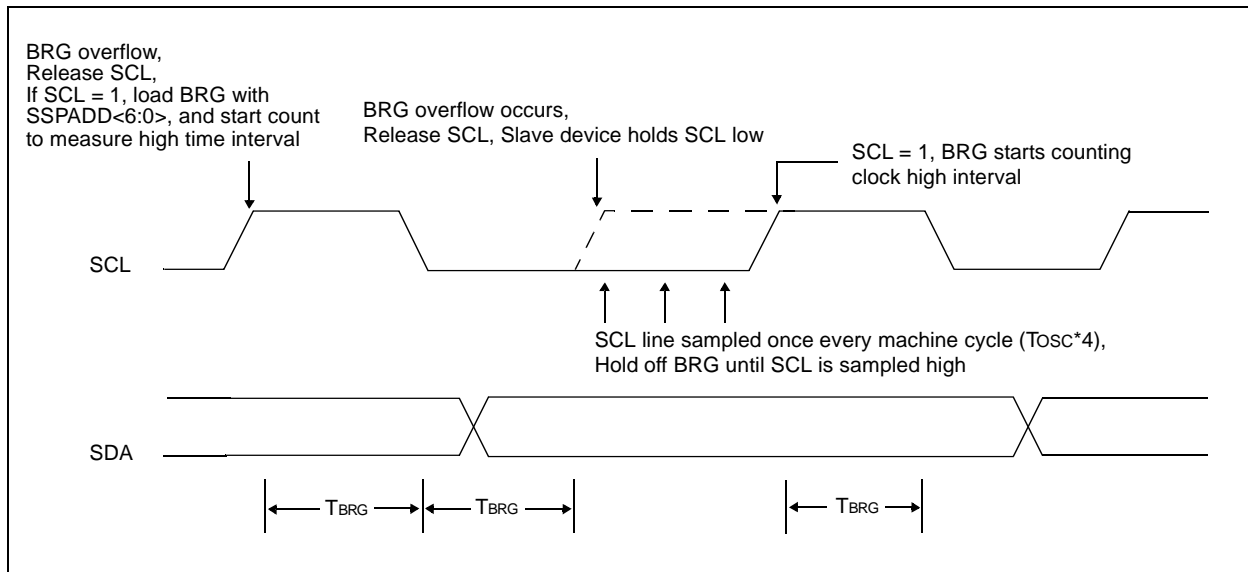 BRG overflow,
Release SCL,
If SCL = 1, load BRG with
SSPADD<6:0>, and start count
to measure high time interval
BRG overflow occurs,
Release SCL, Slave device holds SCL low
SCL = 1, BRG starts counting
clock high interval
SCL
SCL line sampled once every machine cycle (TOSC*4),
Hold off BRG until SCL is sampled high
SDA
TBRG
TBRG
TBRG